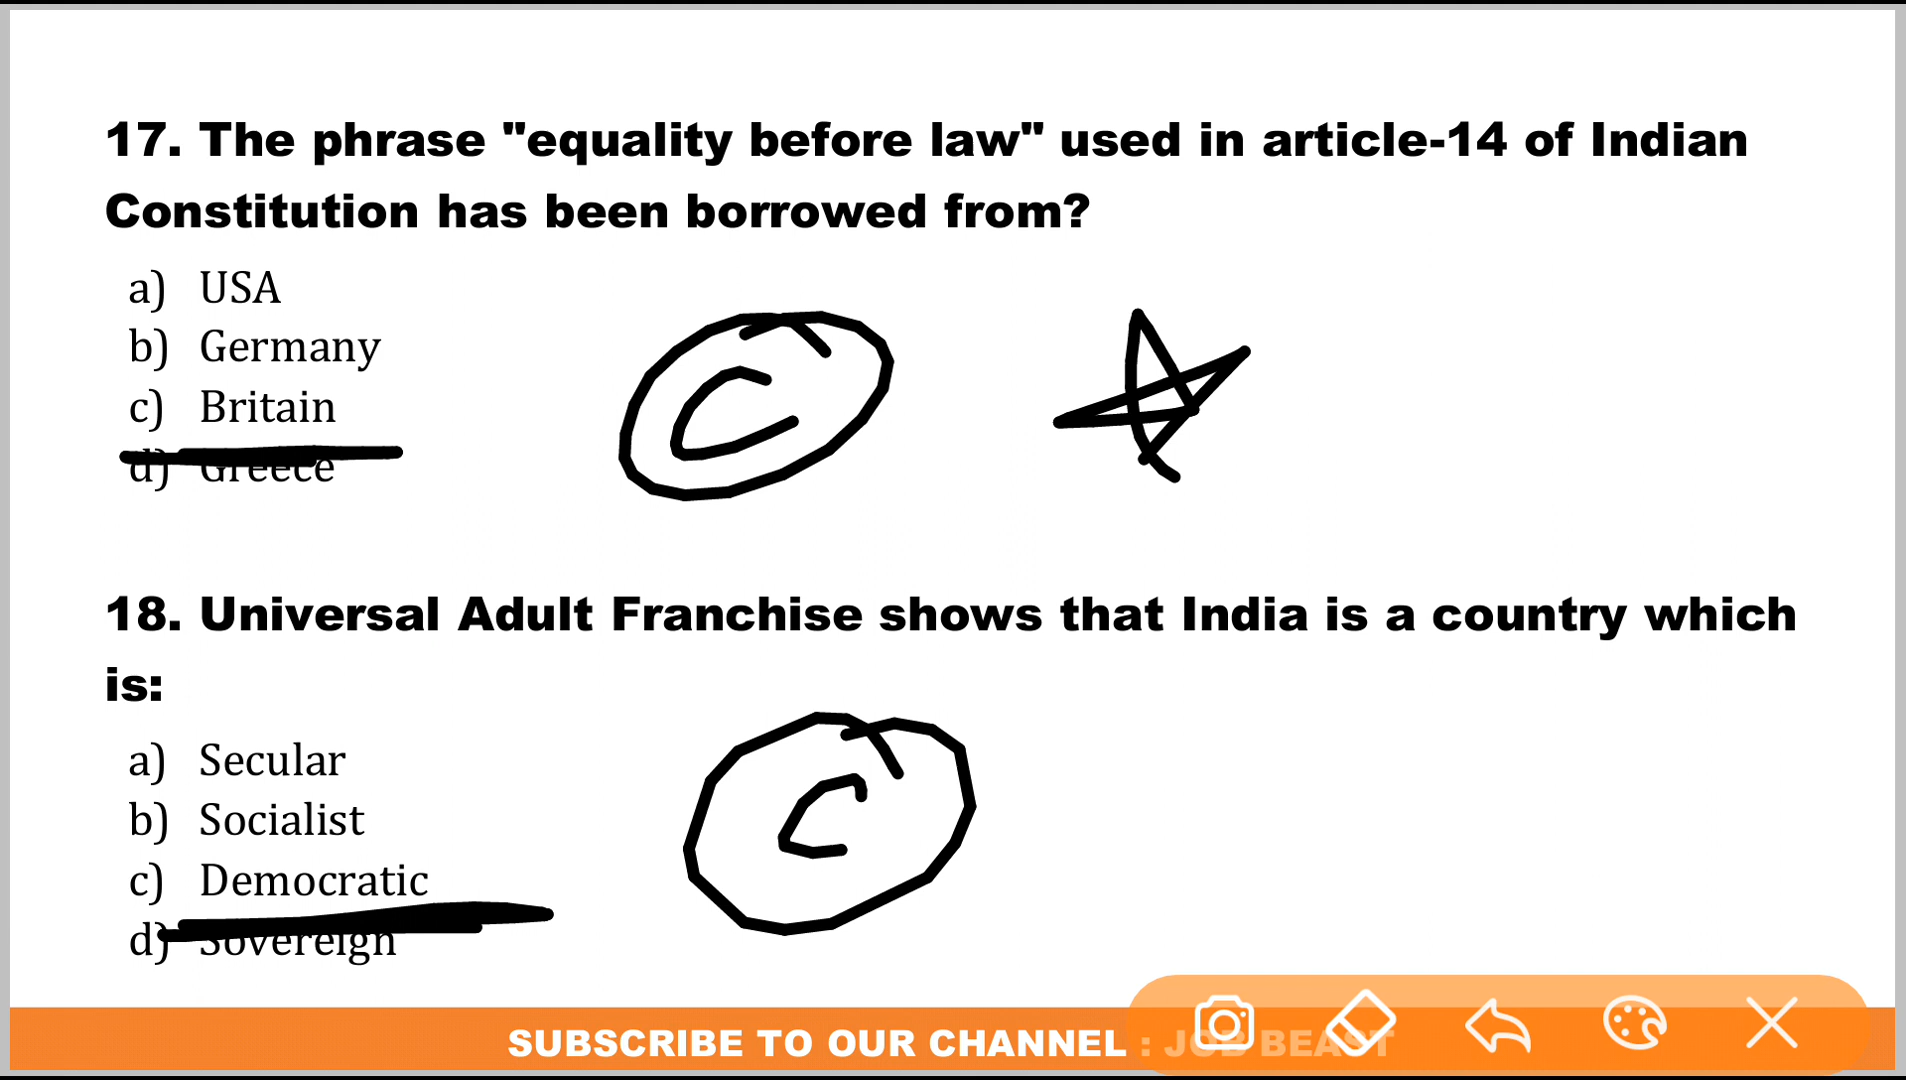 17. The phrase "equality before law" used in article-14 of Indian
Constitution has been borrowed from?
a) USA
b) Germany
c) Britain
d) Greece
C
18. Universal Adult Franchise shows that India is a country which
is:
a) Secular
b) Socialist
c) Democratic
d) Sovereign
C
SUBSCRIBE TO OUR CHANNEL : JOB BEAST